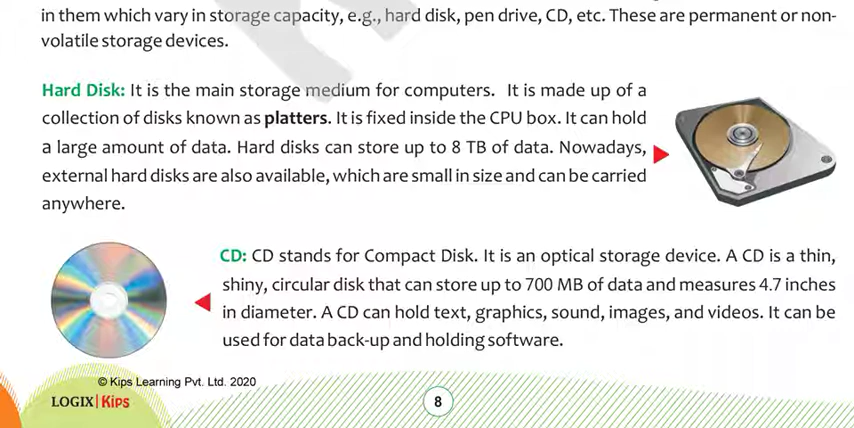 in them which vary in storage capacity, e.g., hard disk, pen drive, CD, etc. These are permanent or non-
volatile storage devices.
Hard Disk: It is the main storage medium for computers. It is made up of a
collection of disks known as platters. It is fixed inside the CPU box. It can hold
a large amount of data. Hard disks can store up to 8 TB of data. Nowadays,
external hard disks are also available, which are small in size and can be carried
anywhere.
CD: CD stands for Compact Disk. It is an optical storage device. A CD is a thin,
shiny, circular disk that can store up to 700 MB of data and measures 4.7 inches
in diameter. A CD can hold text, graphics, sound, images, and videos. It can be
used for data back-up and holding software.
© Kips Learning Pvt. Ltd. 2020
LOGIX|Kips
8